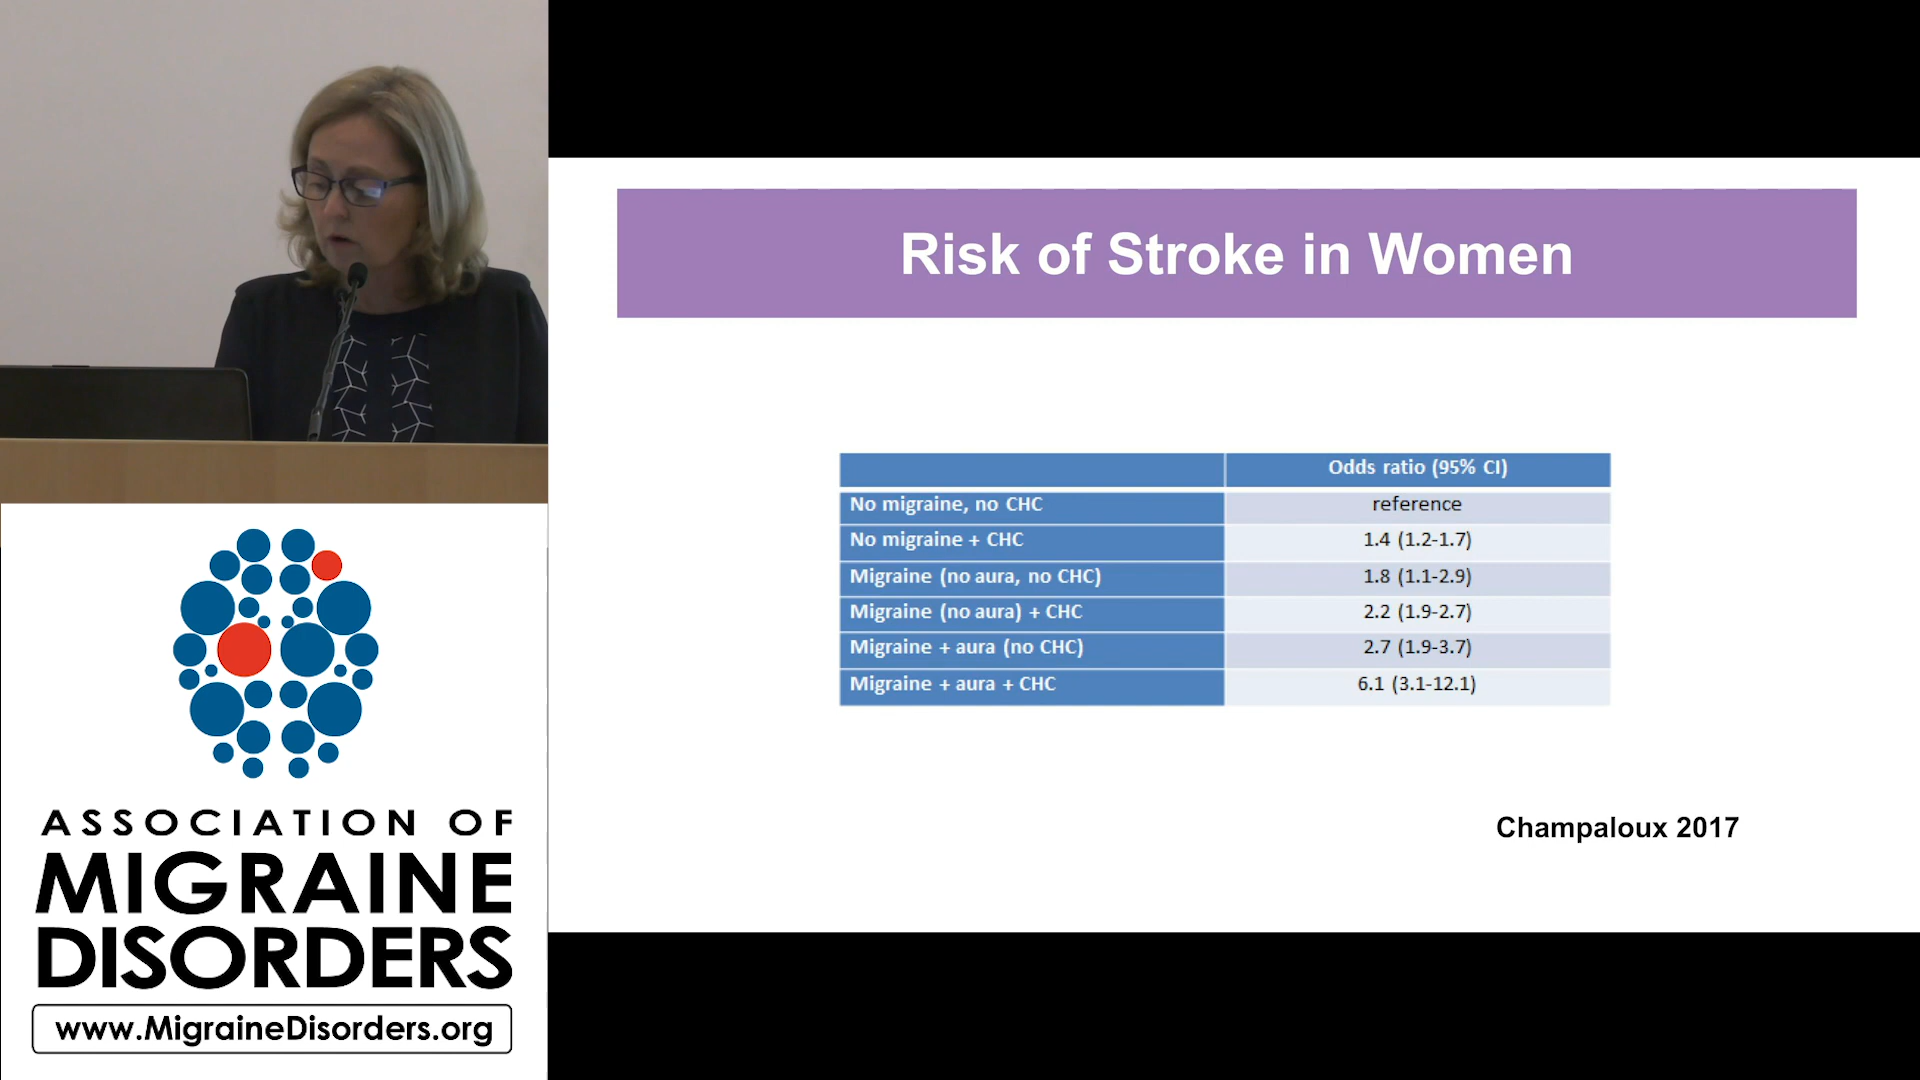 Risk of Stroke in Women
Odds ratio (95% CI)
No migraine, no CHC reference
No migraine + CHC 1.4 (1.2-1.7)
Migraine (no aura, no CHC) 1.8 (1.1-2.9)
Migraine (no aura) + CHC 2.2 (1.9-2.7)
Migraine + aura (no CHC) 2.7 (1.9-3.7)
Migraine + aura + CHC 6.1 (3.1-12.1)
Champaloux 2017
ASSOCIATION OF
MIGRAINE
DISORDERS
www.MigraineDisorders.org